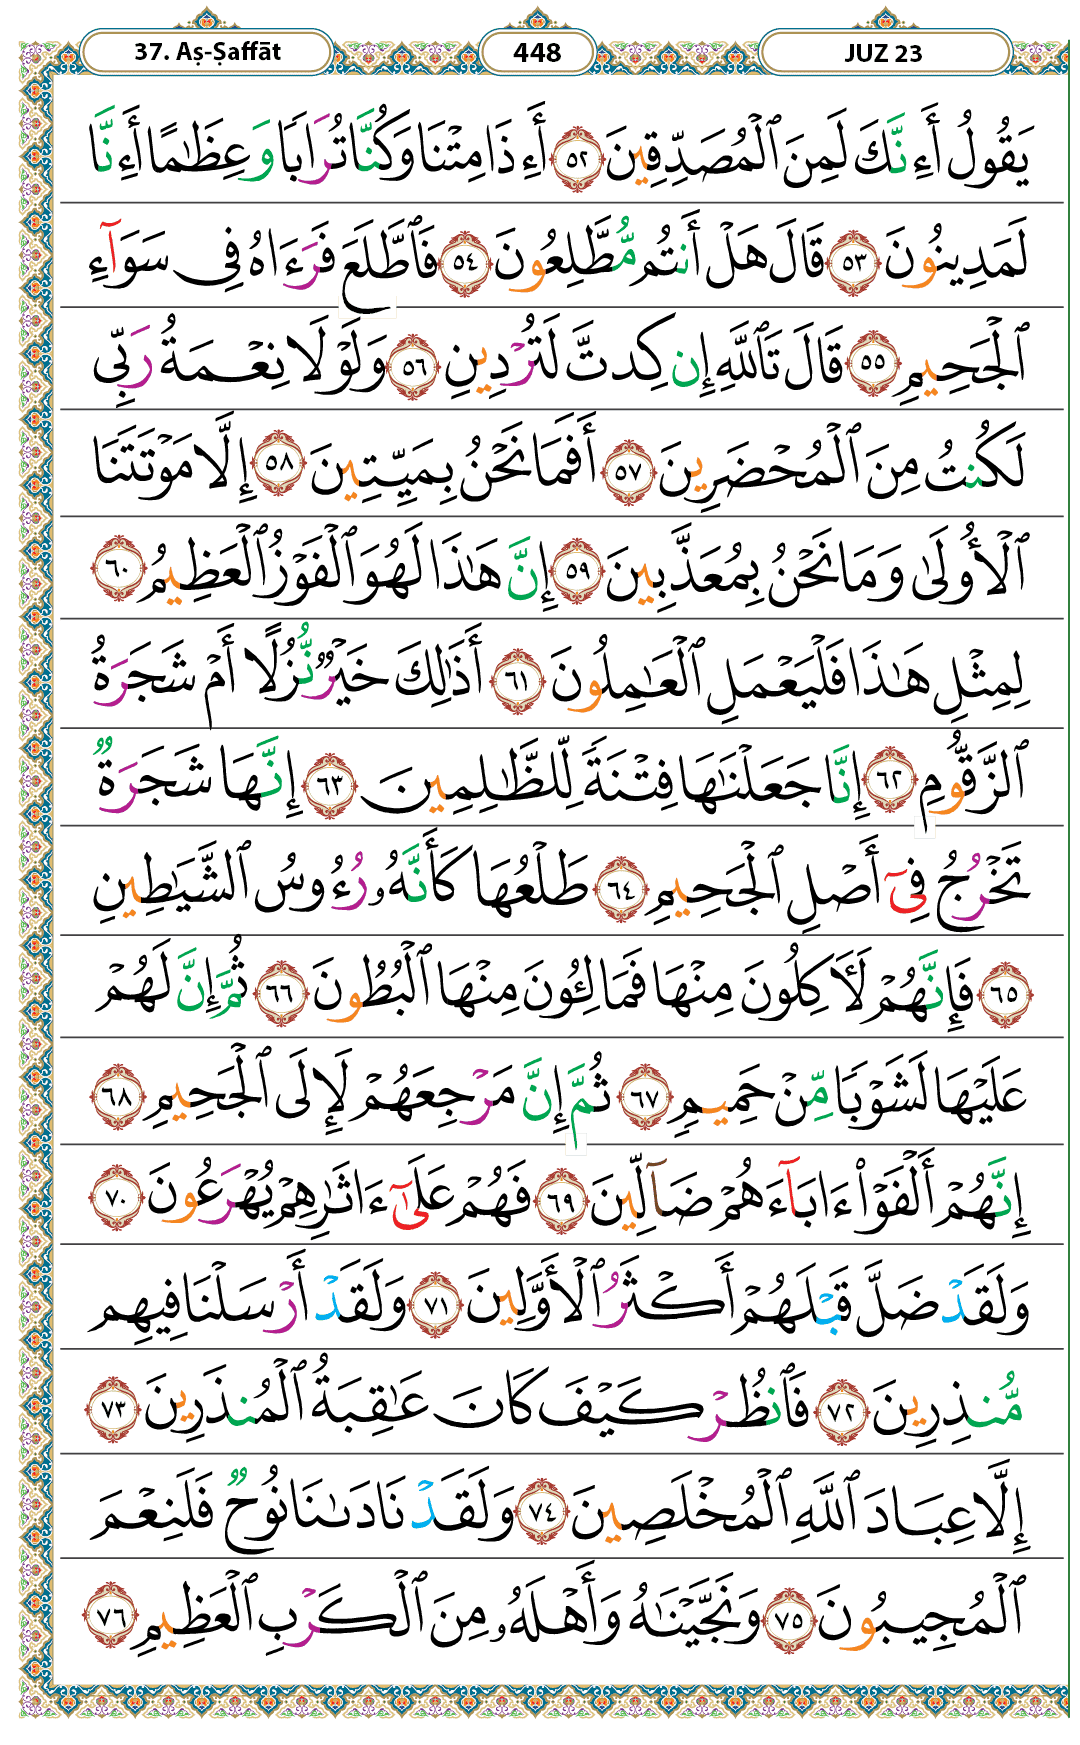 37. Aṣ-Ṣaffāt 448 JUZ 23
يَقُولُ أَءِنَّكَ لَمِنَ ٱلْمُصَدِّقِينَ ٥٢ أَءِذَا مِتْنَا وَكُنَّا تُرَابًا وَعِظَٰمًا أَءِنَّا
لَمَدِينُونَ ٥٣ قَالَ هَلْ أَنتُم مُّطَّلِعُونَ ٥٤ فَٱطَّلَعَ فَرَءَاهُ فِى سَوَآءِ
ٱلْجَحِيمِ ٥٥ قَالَ تَٱللَّهِ إِن كِدتَّ لَتُرْدِينِ ٥٦ وَلَوْلَا نِعْمَةُ رَبِّى
لَكُنتُ مِنَ ٱلْمُحْضَرِينَ ٥٧ أَفَمَا نَحْنُ بِمَيِّتِينَ ٥٨ إِلَّا مَوْتَتَنَا
ٱلْأُولَىٰ وَمَا نَحْنُ بِمُعَذَّبِينَ ٥٩ إِنَّ هَٰذَا لَهُوَ ٱلْفَوْزُ ٱلْعَظِيمُ ٦٠
لِمِثْلِ هَٰذَا فَلْيَعْمَلِ ٱلْعَٰمِلُونَ ٦١ أَذَٰلِكَ خَيْرٌ نُّزُلًا أَمْ شَجَرَةُ
ٱلزَّقُّومِ ٦٢ إِنَّا جَعَلْنَٰهَا فِتْنَةً لِّلظَّٰلِمِينَ ٦٣ إِنَّهَا شَجَرَةٌ
تَخْرُجُ فِىٓ أَصْلِ ٱلْجَحِيمِ ٦٤ طَلْعُهَا كَأَنَّهُۥ رُءُوسُ ٱلشَّيَٰطِينِ
٦٥ فَإِنَّهُمْ لَءَاكِلُونَ مِنْهَا فَمَالِـُٔونَ مِنْهَا ٱلْبُطُونَ ٦٦ ثُمَّ إِنَّ لَهُمْ
عَلَيْهَا لَشَوْبًا مِّنْ حَمِيمٍ ٦٧ ثُمَّ إِنَّ مَرْجِعَهُمْ لَإِلَى ٱلْجَحِيمِ ٦٨
إِنَّهُمْ أَلْفَوْا۟ ءَابَآءَهُمْ ضَآلِّينَ ٦٩ فَهُمْ عَلَىٰٓ ءَاثَٰرِهِمْ يُهْرَعُونَ ٧٠
وَلَقَدْ ضَلَّ قَبْلَهُمْ أَكْثَرُ ٱلْأَوَّلِينَ ٧١ وَلَقَدْ أَرْسَلْنَا فِيهِم
مُّنذِرِينَ ٧٢ فَٱنظُرْ كَيْفَ كَانَ عَٰقِبَةُ ٱلْمُنذَرِينَ ٧٣
إِلَّا عِبَادَ ٱللَّهِ ٱلْمُخْلَصِينَ ٧٤ وَلَقَدْ نَادَىٰنَا نُوحٌ فَلَنِعْمَ
ٱلْمُجِيبُونَ ٧٥ وَنَجَّيْنَٰهُ وَأَهْلَهُۥ مِنَ ٱلْكَرْبِ ٱلْعَظِيمِ ٧٦